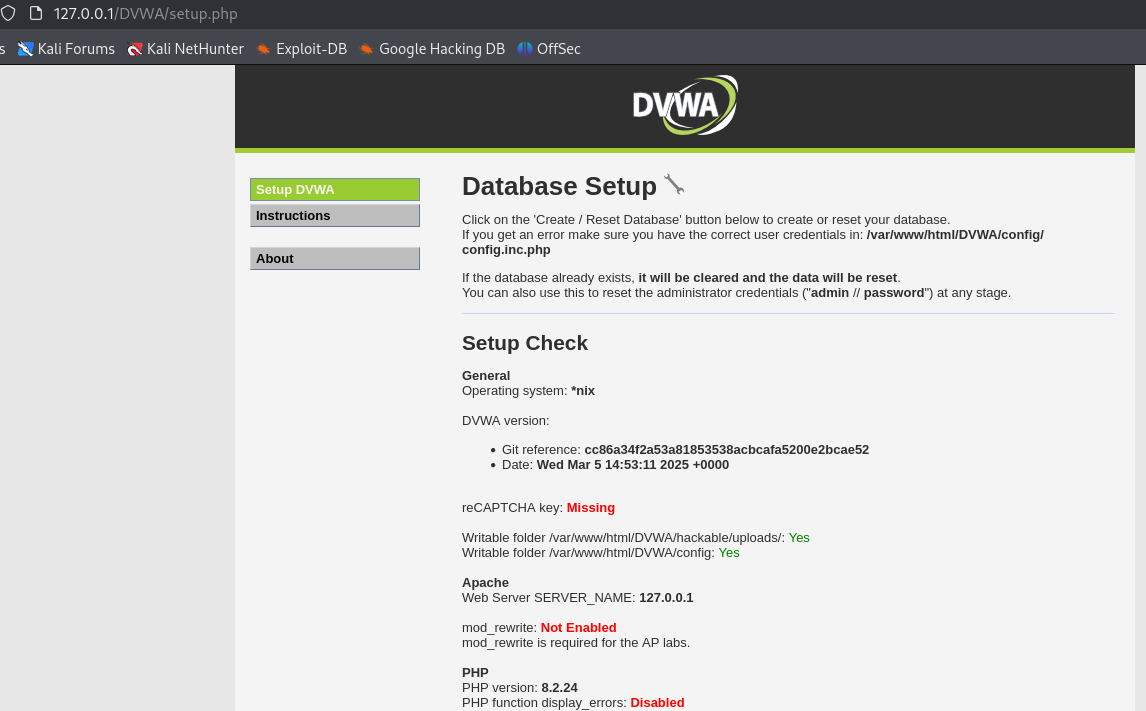 127.0.0.1/DVWA/setup.php
s Kali Forums Kali NetHunter Exploit-DB Google Hacking DB OffSec
DVWA
Setup DVWA
Instructions
About
Database Setup
Click on the 'Create / Reset Database' button below to create or reset your database.
If you get an error make sure you have the correct user credentials in: /var/www/html/DVWA/config/
config.inc.php
If the database already exists, it will be cleared and the data will be reset.
You can also use this to reset the administrator credentials ("admin // password") at any stage.
Setup Check
General
Operating system: *nix
DVWA version:
• Git reference: cc86a34f2a53a81853538acbcafa5200e2bcae52
• Date: Wed Mar 5 14:53:11 2025 +0000
reCAPTCHA key: Missing
Writable folder /var/www/html/DVWA/hackable/uploads/: Yes
Writable folder /var/www/html/DVWA/config: Yes
Apache
Web Server SERVER_NAME: 127.0.0.1
mod_rewrite: Not Enabled
mod_rewrite is required for the AP labs.
PHP
PHP version: 8.2.24
PHP function display_errors: Disabled